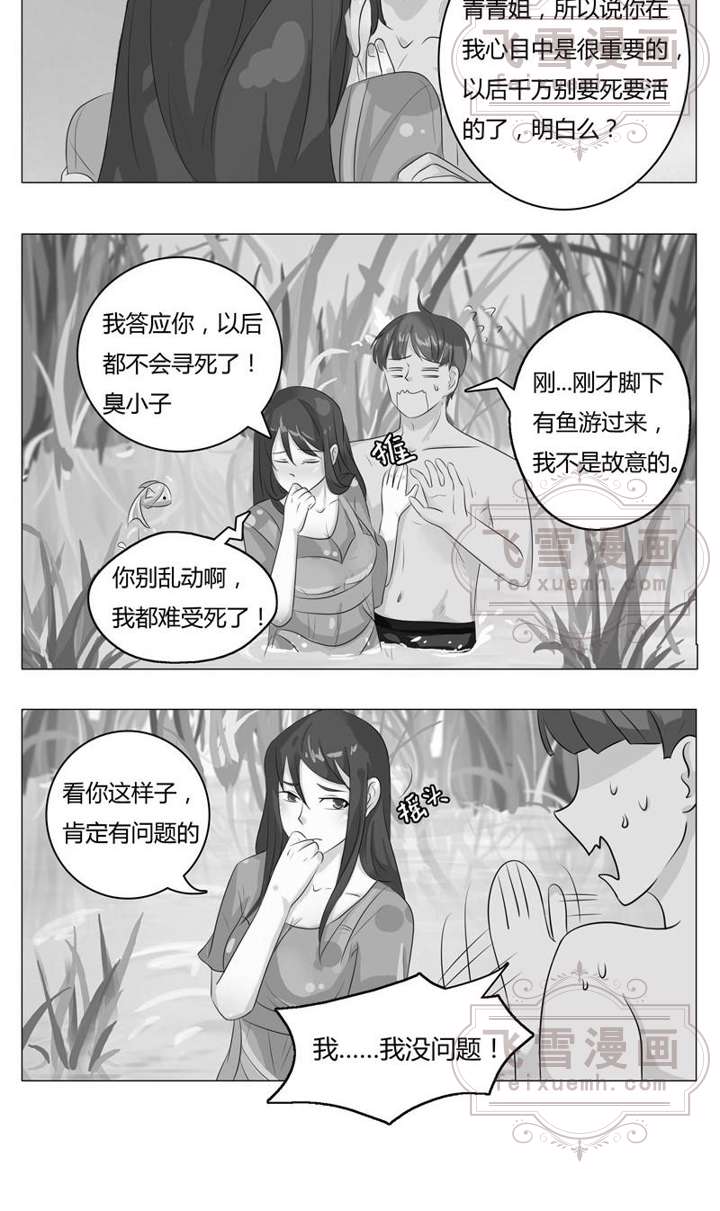 青青姐，所以说你在
我心目中是很重要的，
以后千万别要死要活
的了，明白么？
飞雪漫画
feixuemh.com
我答应你，以后
都不会寻死了！
臭小子
刚...刚才脚下
有鱼游过来，
我不是故意的。
推
你别乱动啊，
我都难受死了！
飞雪漫画
feixuemh.com
看你这样子，
肯定有问题的
摇头
我......我没问题！
飞雪漫画
feixuemh.com